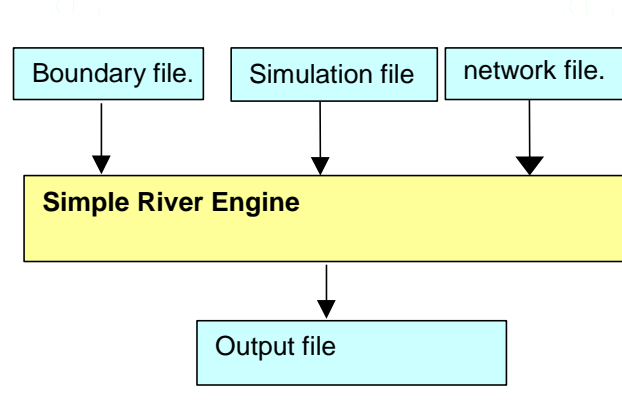 Boundary file.
Simulation file
network file.
Simple River Engine
Output file